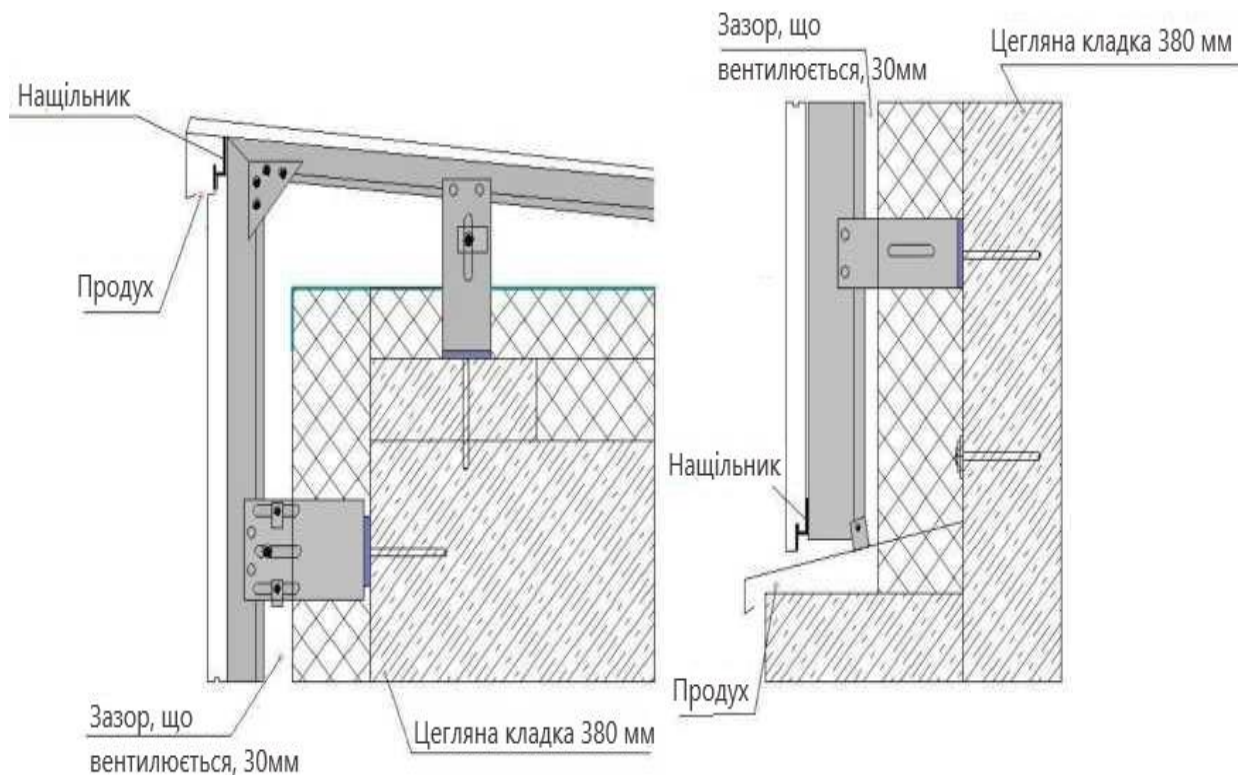 Нащільник
Продух
Зазор, що
вентилюється, 30мм
Цегляна кладка 380 мм
Зазор, що
вентилюється, 30мм
Цегляна кладка 380 мм
Нащільник
Продух